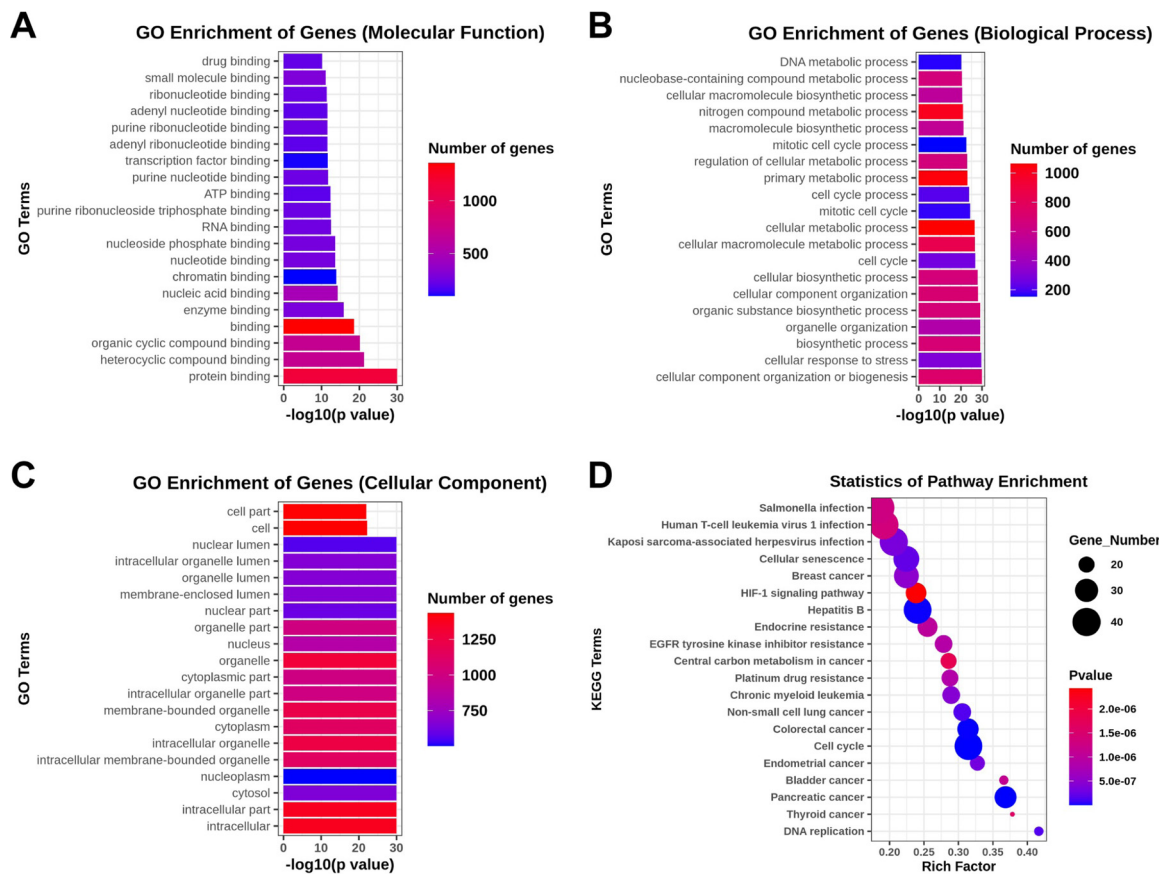 A
GO Enrichment of Genes (Molecular Function)
GO Terms
drug binding
small molecule binding
ribonucleotide binding
adenyl nucleotide binding
purine ribonucleotide binding
adenyl ribonucleotide binding
transcription factor binding
purine nucleotide binding
ATP binding
purine ribonucleoside triphosphate binding
RNA binding
nucleoside phosphate binding
nucleotide binding
chromatin binding
nucleic acid binding
enzyme binding
binding
organic cyclic compound binding
heterocyclic compound binding
protein binding
0 10 20 30
-log10(p value)
Number of genes
1000
500
B
GO Enrichment of Genes (Biological Process)
GO Terms
DNA metabolic process
nucleobase-containing compound metabolic process
cellular macromolecule biosynthetic process
nitrogen compound metabolic process
macromolecule biosynthetic process
mitotic cell cycle process
regulation of cellular metabolic process
primary metabolic process
cell cycle process
mitotic cell cycle
cellular metabolic process
cellular macromolecule metabolic process
cell cycle
cellular biosynthetic process
cellular component organization
organic substance biosynthetic process
organelle organization
biosynthetic process
cellular response to stress
cellular component organization or biogenesis
0 10 20 30
-log10(p value)
Number of genes
1000
800
600
400
200
C
GO Enrichment of Genes (Cellular Component)
GO Terms
cell part
cell
nuclear lumen
intracellular organelle lumen
organelle lumen
membrane-enclosed lumen
nuclear part
organelle part
nucleus
organelle
cytoplasmic part
intracellular organelle part
membrane-bounded organelle
cytoplasm
intracellular organelle
intracellular membrane-bounded organelle
nucleoplasm
cytosol
intracellular part
intracellular
0 10 20 30
-log10(p value)
Number of genes
1250
1000
750
D
Statistics of Pathway Enrichment
KEGG Terms
Salmonella infection
Human T-cell leukemia virus 1 infection
Kaposi sarcoma-associated herpesvirus infection
Cellular senescence
Breast cancer
HIF-1 signaling pathway
Hepatitis B
Endocrine resistance
EGFR tyrosine kinase inhibitor resistance
Central carbon metabolism in cancer
Platinum drug resistance
Chronic myeloid leukemia
Non-small cell lung cancer
Colorectal cancer
Cell cycle
Endometrial cancer
Bladder cancer
Pancreatic cancer
Thyroid cancer
DNA replication
0.20 0.25 0.30 0.35 0.40
Rich Factor
Gene_Number
20
30
40
Pvalue
2.0e-06
1.5e-06
1.0e-06
5.0e-07